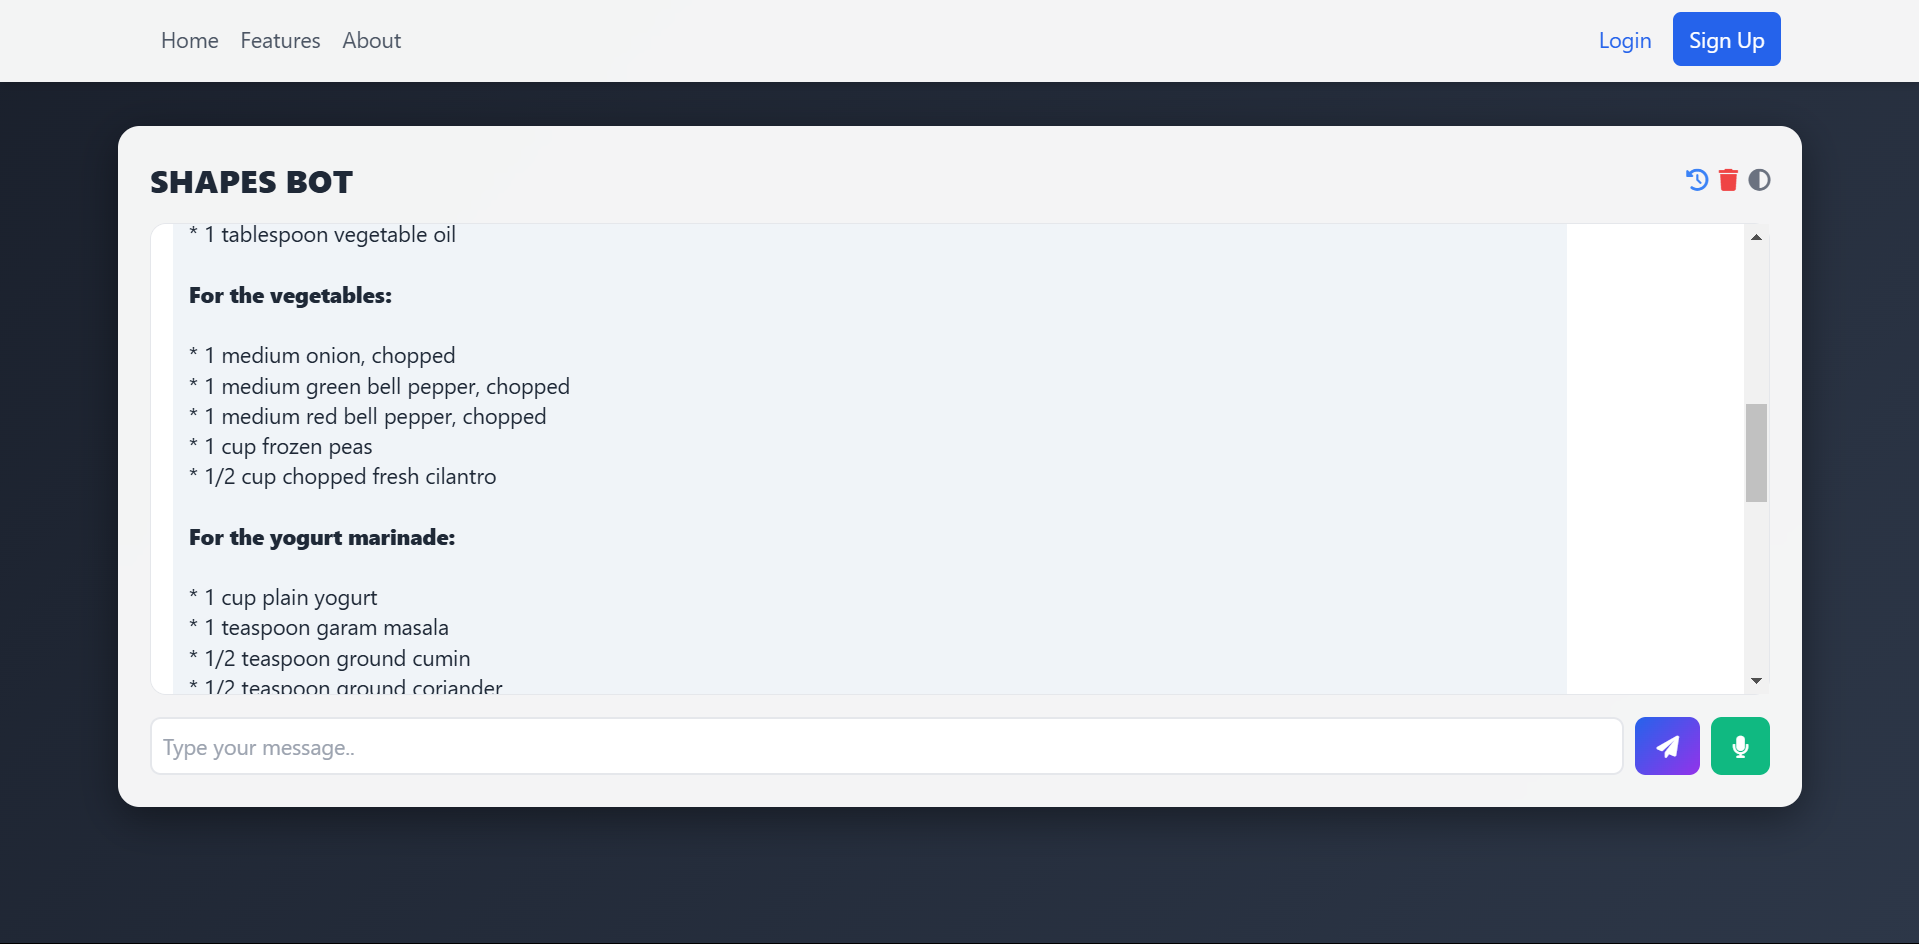 Home Features About Login Sign Up
SHAPES BOT
* 1 tablespoon vegetable oil
For the vegetables:
* 1 medium onion, chopped
* 1 medium green bell pepper, chopped
* 1 medium red bell pepper, chopped
* 1 cup frozen peas
* 1/2 cup chopped fresh cilantro
For the yogurt marinade:
* 1 cup plain yogurt
* 1 teaspoon garam masala
* 1/2 teaspoon ground cumin
* 1/2 teaspoon ground coriander
Type your message..